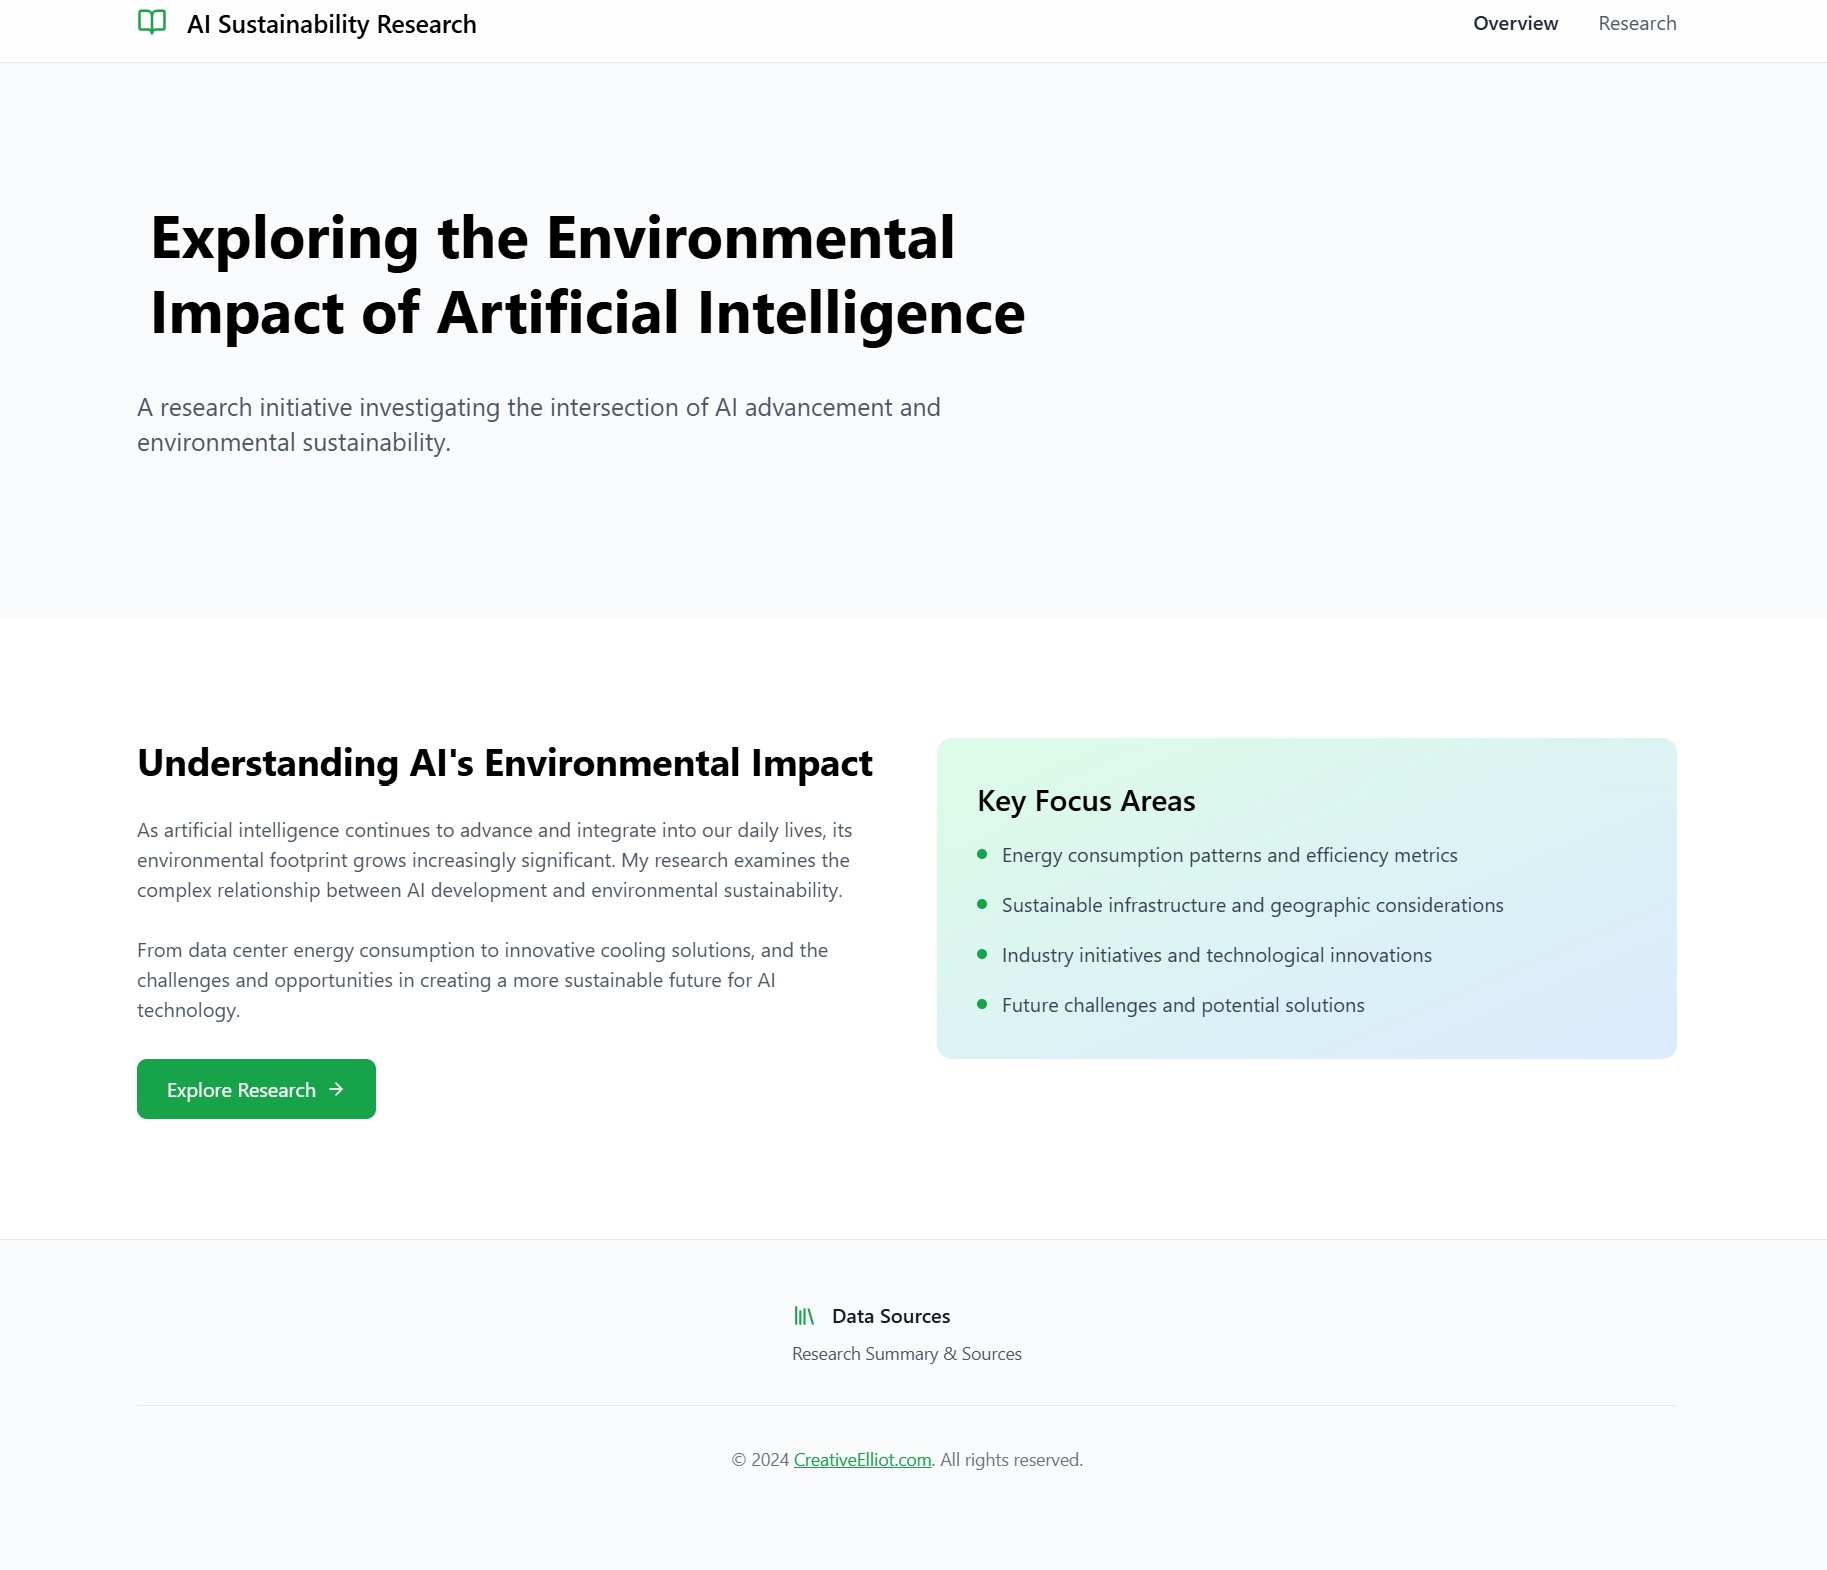 AI Sustainability Research
Overview
Research
Exploring the Environmental
Impact of Artificial Intelligence
A research initiative investigating the intersection of AI advancement and
environmental sustainability.
Understanding AI's Environmental Impact
As artificial intelligence continues to advance and integrate into our daily lives, its
environmental footprint grows increasingly significant. My research examines the
complex relationship between AI development and environmental sustainability.
From data center energy consumption to innovative cooling solutions, and the
challenges and opportunities in creating a more sustainable future for AI
technology.
Explore Research
Key Focus Areas
Energy consumption patterns and efficiency metrics
Sustainable infrastructure and geographic considerations
Industry initiatives and technological innovations
Future challenges and potential solutions
Data Sources
Research Summary & Sources
© 2024 CreativeElliot.com. All rights reserved.